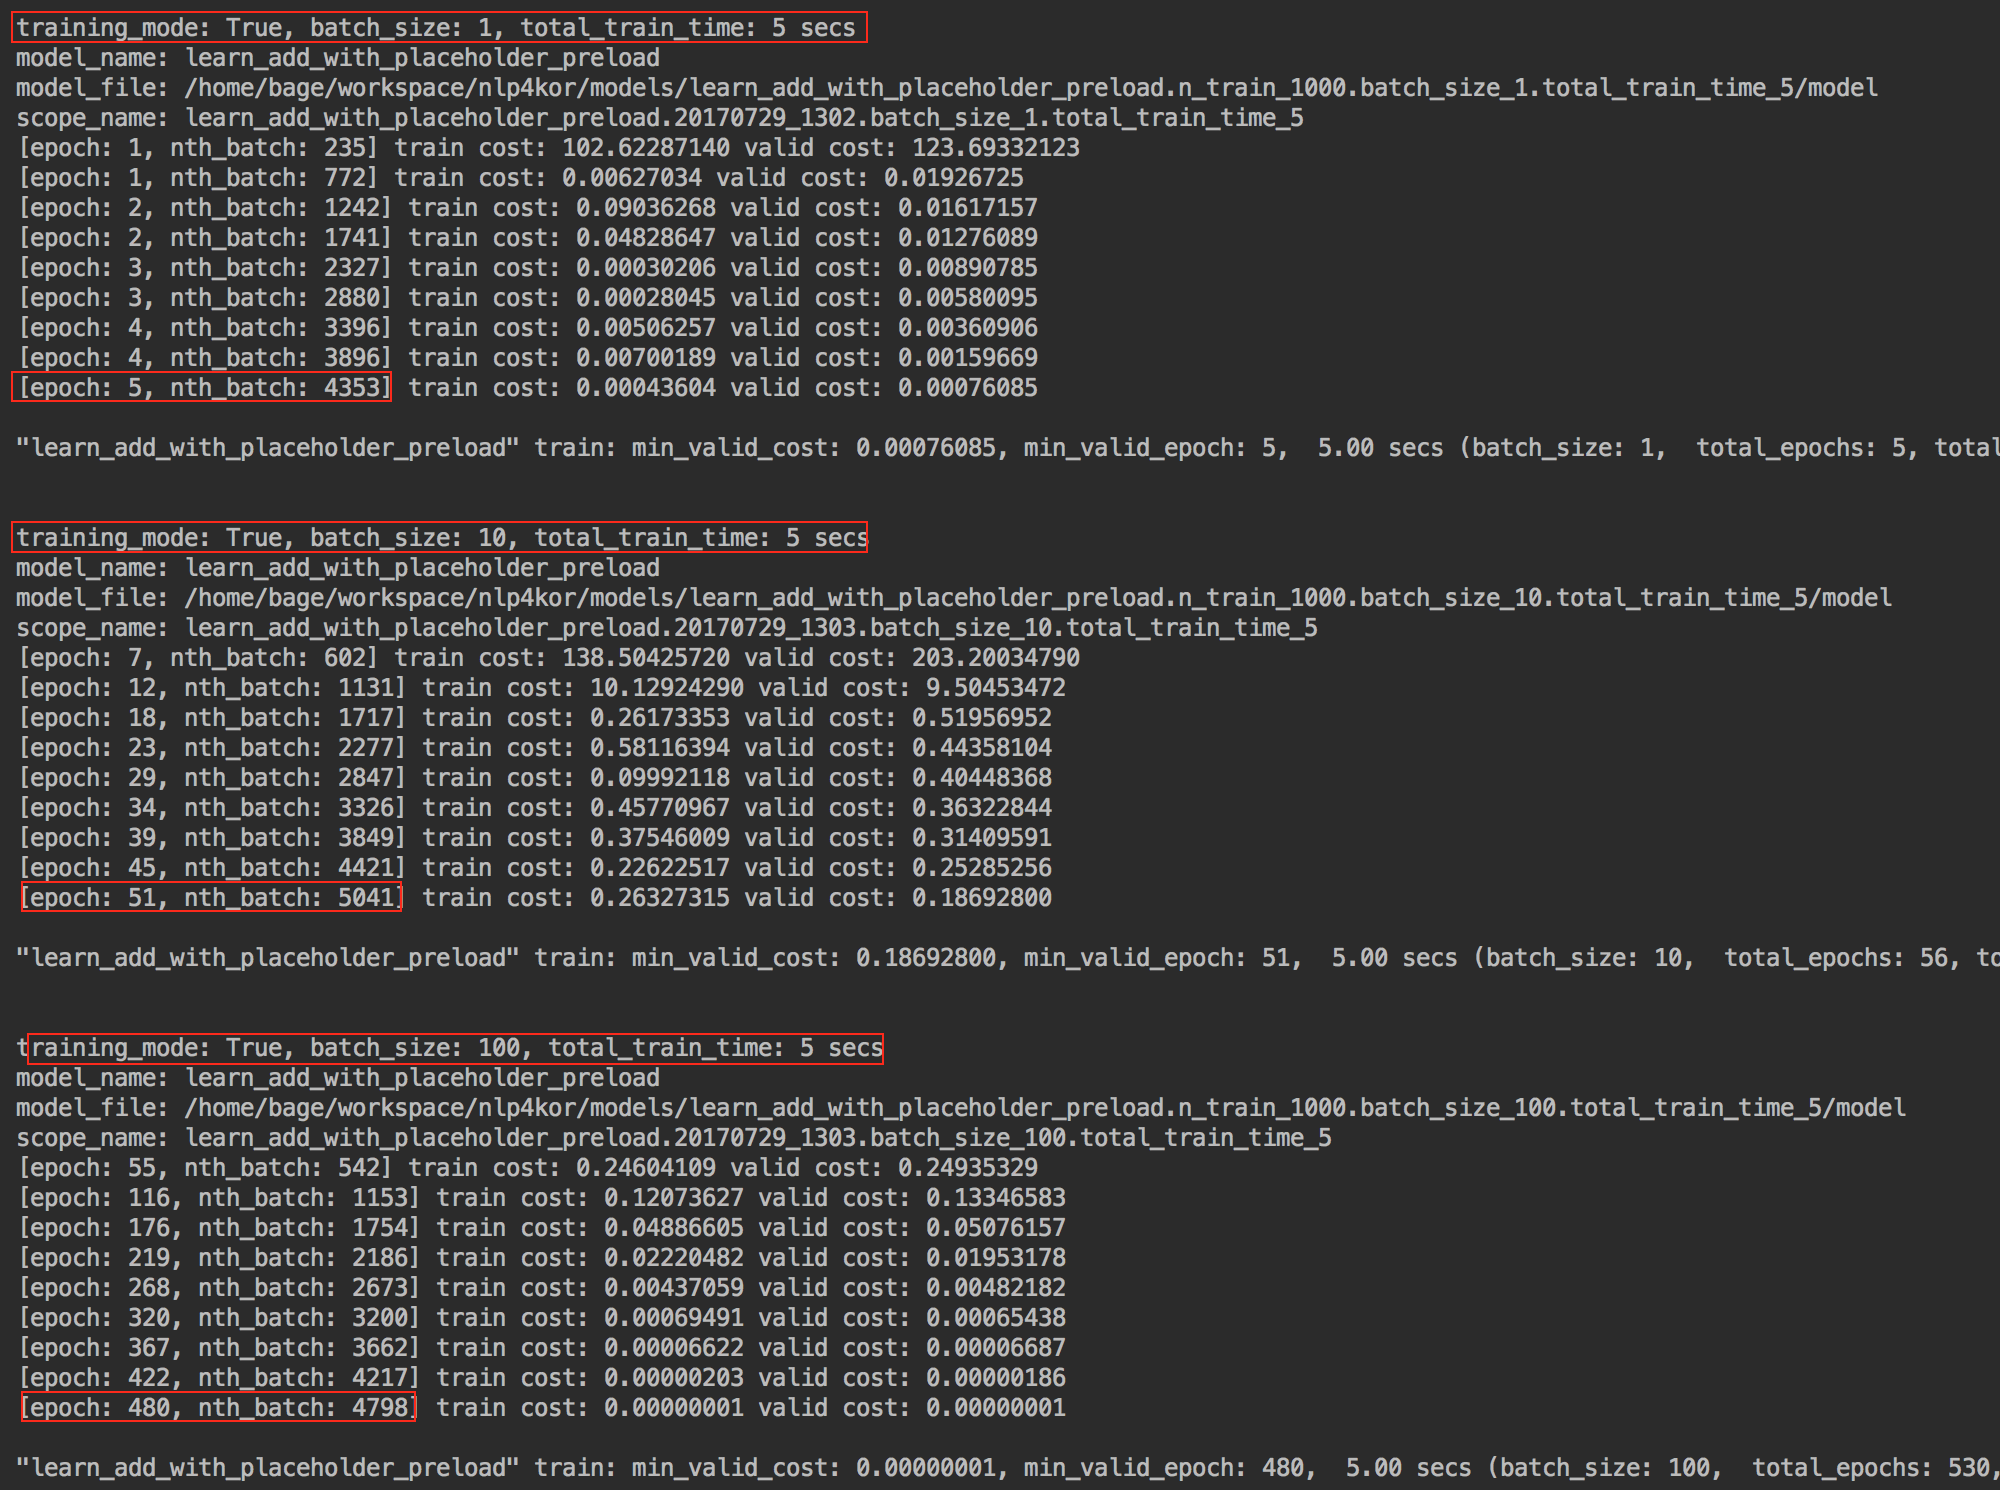 training_mode: True, batch_size: 1, total_train_time: 5 secs
model_name: learn_add_with_placeholder_preload
model_file: /home/bage/workspace/nlp4kor/models/learn_add_with_placeholder_preload.n_train_1000.batch_size_1.total_train_time_5/model
scope_name: learn_add_with_placeholder_preload.20170729_1302.batch_size_1.total_train_time_5
[epoch: 1, nth_batch: 235] train cost: 102.62287140 valid cost: 123.69332123
[epoch: 1, nth_batch: 772] train cost: 0.00627034 valid cost: 0.01926725
[epoch: 2, nth_batch: 1242] train cost: 0.09036268 valid cost: 0.01617157
[epoch: 2, nth_batch: 1741] train cost: 0.04828647 valid cost: 0.01276089
[epoch: 3, nth_batch: 2327] train cost: 0.00030206 valid cost: 0.00890785
[epoch: 3, nth_batch: 2880] train cost: 0.00028045 valid cost: 0.00580095
[epoch: 4, nth_batch: 3396] train cost: 0.00506257 valid cost: 0.00360906
[epoch: 4, nth_batch: 3896] train cost: 0.00700189 valid cost: 0.00159669
[epoch: 5, nth_batch: 4353] train cost: 0.00043604 valid cost: 0.00076085
"learn_add_with_placeholder_preload" train: min_valid_cost: 0.00076085, min_valid_epoch: 5,  5.00 secs (batch_size: 1,  total_epochs: 5, total
training_mode: True, batch_size: 10, total_train_time: 5 secs
model_name: learn_add_with_placeholder_preload
model_file: /home/bage/workspace/nlp4kor/models/learn_add_with_placeholder_preload.n_train_1000.batch_size_10.total_train_time_5/model
scope_name: learn_add_with_placeholder_preload.20170729_1303.batch_size_10.total_train_time_5
[epoch: 7, nth_batch: 602] train cost: 138.50425720 valid cost: 203.20034790
[epoch: 12, nth_batch: 1131] train cost: 10.12924290 valid cost: 9.50453472
[epoch: 18, nth_batch: 1717] train cost: 0.26173353 valid cost: 0.51956952
[epoch: 23, nth_batch: 2277] train cost: 0.58116394 valid cost: 0.44358104
[epoch: 29, nth_batch: 2847] train cost: 0.09992118 valid cost: 0.40448368
[epoch: 34, nth_batch: 3326] train cost: 0.45770967 valid cost: 0.36322844
[epoch: 39, nth_batch: 3849] train cost: 0.37546009 valid cost: 0.31409591
[epoch: 45, nth_batch: 4421] train cost: 0.22622517 valid cost: 0.25285256
[epoch: 51, nth_batch: 5041] train cost: 0.26327315 valid cost: 0.18692800
"learn_add_with_placeholder_preload" train: min_valid_cost: 0.18692800, min_valid_epoch: 51,  5.00 secs (batch_size: 10,  total_epochs: 56, to
training_mode: True, batch_size: 100, total_train_time: 5 secs
model_name: learn_add_with_placeholder_preload
model_file: /home/bage/workspace/nlp4kor/models/learn_add_with_placeholder_preload.n_train_1000.batch_size_100.total_train_time_5/model
scope_name: learn_add_with_placeholder_preload.20170729_1303.batch_size_100.total_train_time_5
[epoch: 55, nth_batch: 542] train cost: 0.24604109 valid cost: 0.24935329
[epoch: 116, nth_batch: 1153] train cost: 0.12073627 valid cost: 0.13346583
[epoch: 176, nth_batch: 1754] train cost: 0.04886605 valid cost: 0.05076157
[epoch: 219, nth_batch: 2186] train cost: 0.02220482 valid cost: 0.01953178
[epoch: 268, nth_batch: 2673] train cost: 0.00437059 valid cost: 0.00482182
[epoch: 320, nth_batch: 3200] train cost: 0.00069491 valid cost: 0.00065438
[epoch: 367, nth_batch: 3662] train cost: 0.00006622 valid cost: 0.00006687
[epoch: 422, nth_batch: 4217] train cost: 0.00000203 valid cost: 0.00000186
[epoch: 480, nth_batch: 4798] train cost: 0.00000001 valid cost: 0.00000001
"learn_add_with_placeholder_preload" train: min_valid_cost: 0.00000001, min_valid_epoch: 480,  5.00 secs (batch_size: 100,  total_epochs: 530,